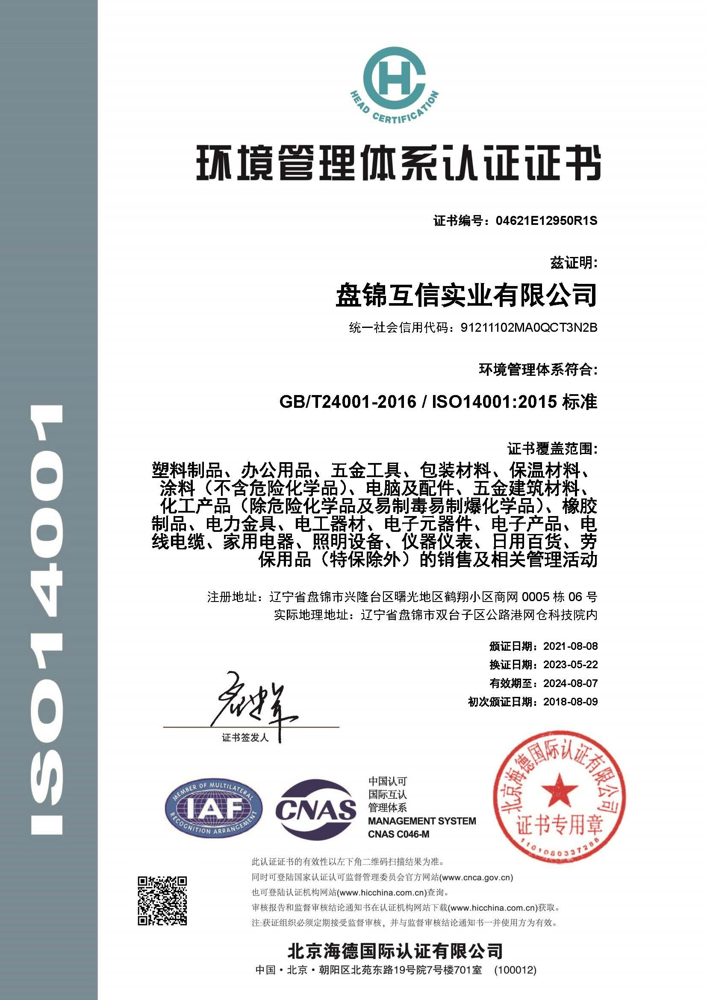 ISO14001
HEAD CERTIFICATION
环境管理体系认证证书
证书编号：04621E12950R1S
兹证明:
盘锦互信实业有限公司
统一社会信用代码：91211102MA0QCT3N2B
环境管理体系符合:
GB/T24001-2016 / ISO14001:2015 标准
证书覆盖范围:
塑料制品、办公用品、五金工具、包装材料、保温材料、
涂料（不含危险化学品）、电脑及配件、五金建筑材料、
化工产品（除危险化学品及易制毒易制爆化学品）、橡胶
制品、电力金具、电工器材、电子元器件、电子产品、电
线电缆、家用电器、照明设备、仪器仪表、日用百货、劳
保用品（特保除外）的销售及相关管理活动
注册地址：辽宁省盘锦市兴隆台区曙光地区鹤翔小区商网 0005 栋 06 号
实际地理地址：辽宁省盘锦市双台子区公路港网仓科技院内
颁证日期：2021-08-08
换证日期：2023-05-22
有效期至：2024-08-07
初次颁证日期：2018-08-09
证书签发人
MEMBER OF MULTILATERAL
IAF
RECOGNITION ARRANGEMENT
CNAS
中国认可
国际互认
管理体系
MANAGEMENT SYSTEM
CNAS C046-M
北京海德国际认证有限公司
证书专用章
1101050337288
此认证证书的有效性以左下角二维码扫描结果为准。
同时可登陆国家认证认可监督管理委员会官方网站(www.cnca.gov.cn)
也可登陆认证机构网站(www.hicchina.com.cn)查询。
审核报告和监督审核结论通知书在认证机构网站下载(www.hicchina.com.cn)获取。
注:获证组织必须定期接受监督审核，并与监督审核结论通知书一并使用方为有效。
北京海德国际认证有限公司
中国·北京·朝阳区北苑东路19号院7号楼701室 (100012)